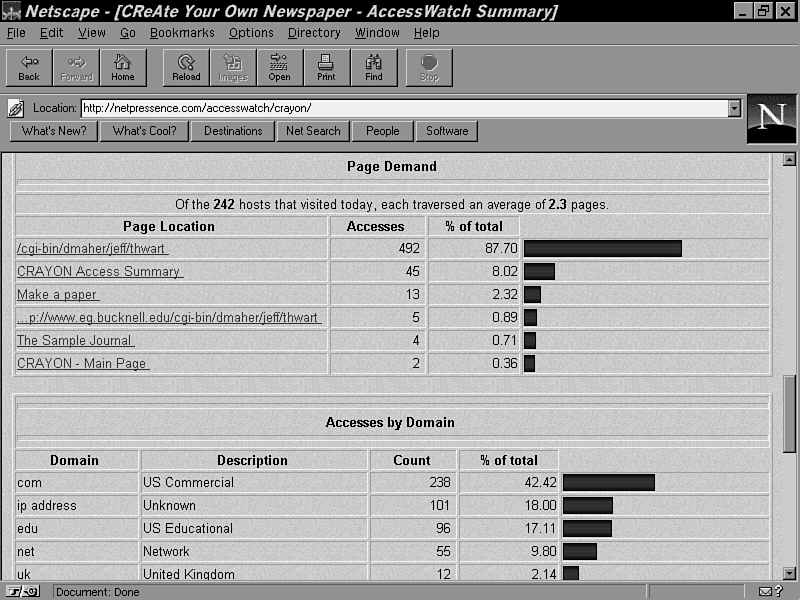 Netscape - [CReAte Your Own Newspaper - AccessWatch Summary]
File Edit View Go Bookmarks Options Directory Window Help
Back Forward Home Reload Images Open Print Find Stop
Location: http://netpressence.com/accesswatch/crayon/
N
What's New? What's Cool? Destinations Net Search People Software
Page Demand
Of the 242 hosts that visited today, each traversed an average of 2.3 pages.
Page Location Accesses % of total
/cgi-bin/dmaher/jeff/thwart 492 87.70
CRAYON Access Summary 45 8.02
Make a paper 13 2.32
...p://www.eg.bucknell.edu/cgi-bin/dmaher/jeff/thwart 5 0.89
The Sample Journal 4 0.71
CRAYON - Main Page 2 0.36
Accesses by Domain
Domain Description Count % of total
com US Commercial 238 42.42
ip address Unknown 101 18.00
edu US Educational 96 17.11
net Network 55 9.80
uk United Kingdom 12 2.14
Document: Done ?